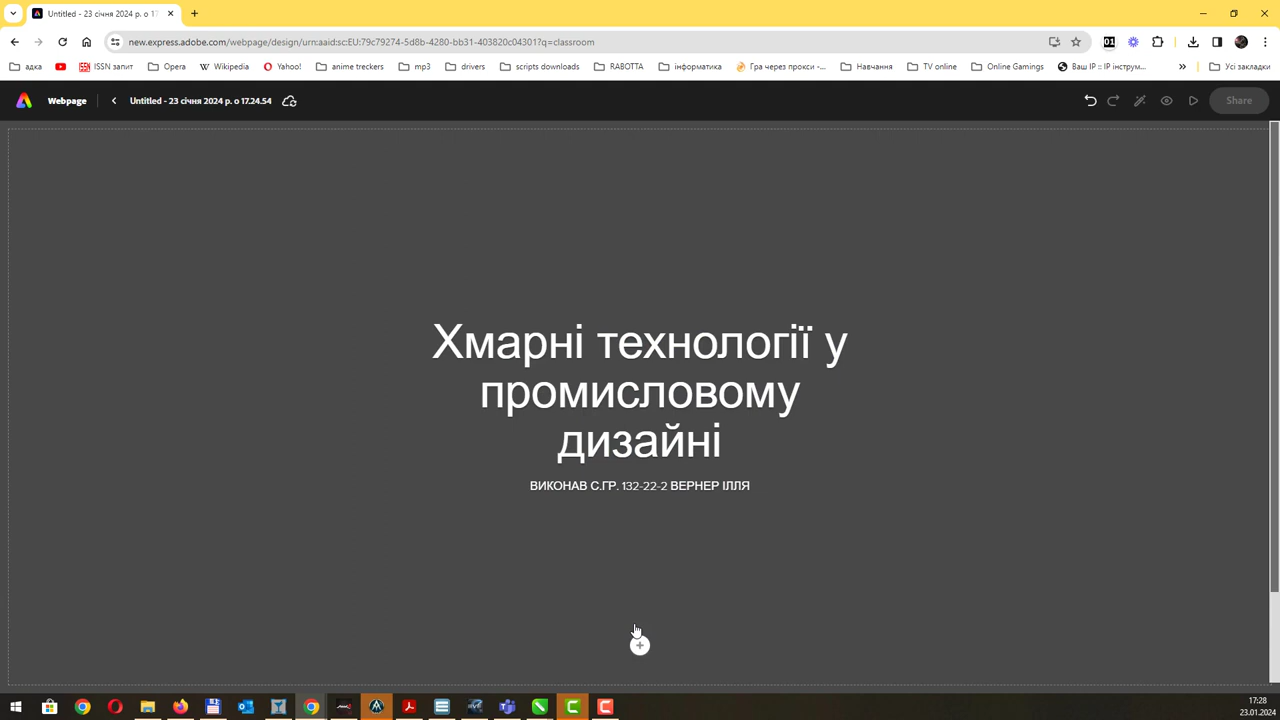 Untitled - 23 січня 2024 р. о 17
new.express.adobe.com/webpage/design/urn:aaid:sc:EU:79c79274-5d8b-4280-bb31-403820c04301?q=classroom
адка ISSN запит Opera Wikipedia Yahoo! anime treckers mp3 drivers scripts downloads RABOTTA інформатика Гра через прокси -... Навчання TV online Online Gamings Ваш IP :: IP інструм... » Усі закладки
Webpage Untitled - 23 січня 2024 р. о 17.24.54 Share
Хмарні технології у
промисловому
дизайні
ВИКОНАВ С.ГР. 132-22-2 ВЕРНЕР ІЛЛЯ
17:28
23.01.2024